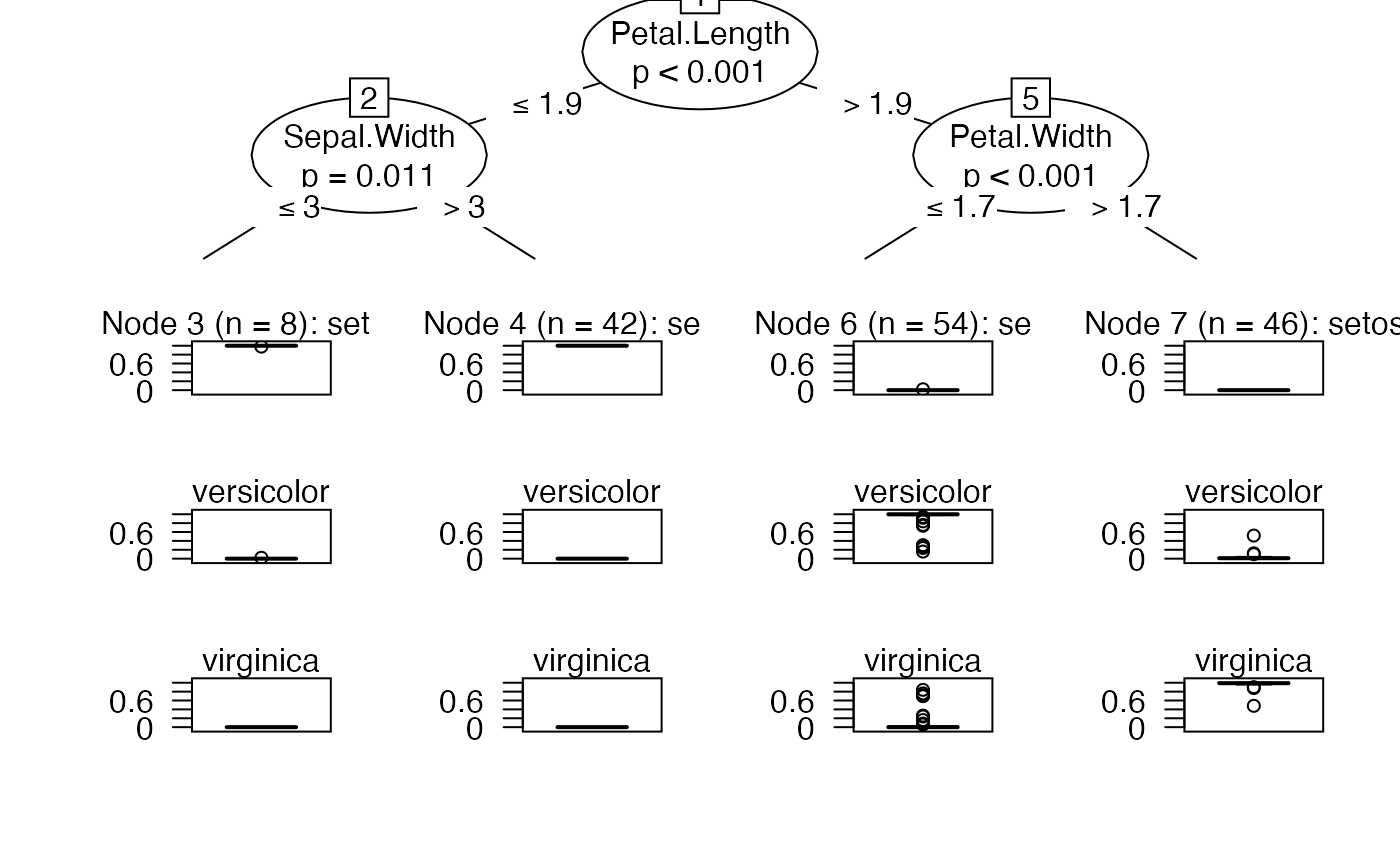 1
Petal.Length
p < 0.001
≤ 1.9
> 1.9
2
Sepal.Width
p = 0.011
5
Petal.Width
p < 0.001
≤ 3
> 3
≤ 1.7
> 1.7
Node 3 (n = 8): set
Node 4 (n = 42): se
Node 6 (n = 54): se
Node 7 (n = 46): setos
0.6
0
0.6
0
0.6
0
0.6
0
versicolor
versicolor
versicolor
versicolor
0.6
0
0.6
0
0.6
0
0.6
0
virginica
virginica
virginica
virginica
0.6
0
0.6
0
0.6
0
0.6
0